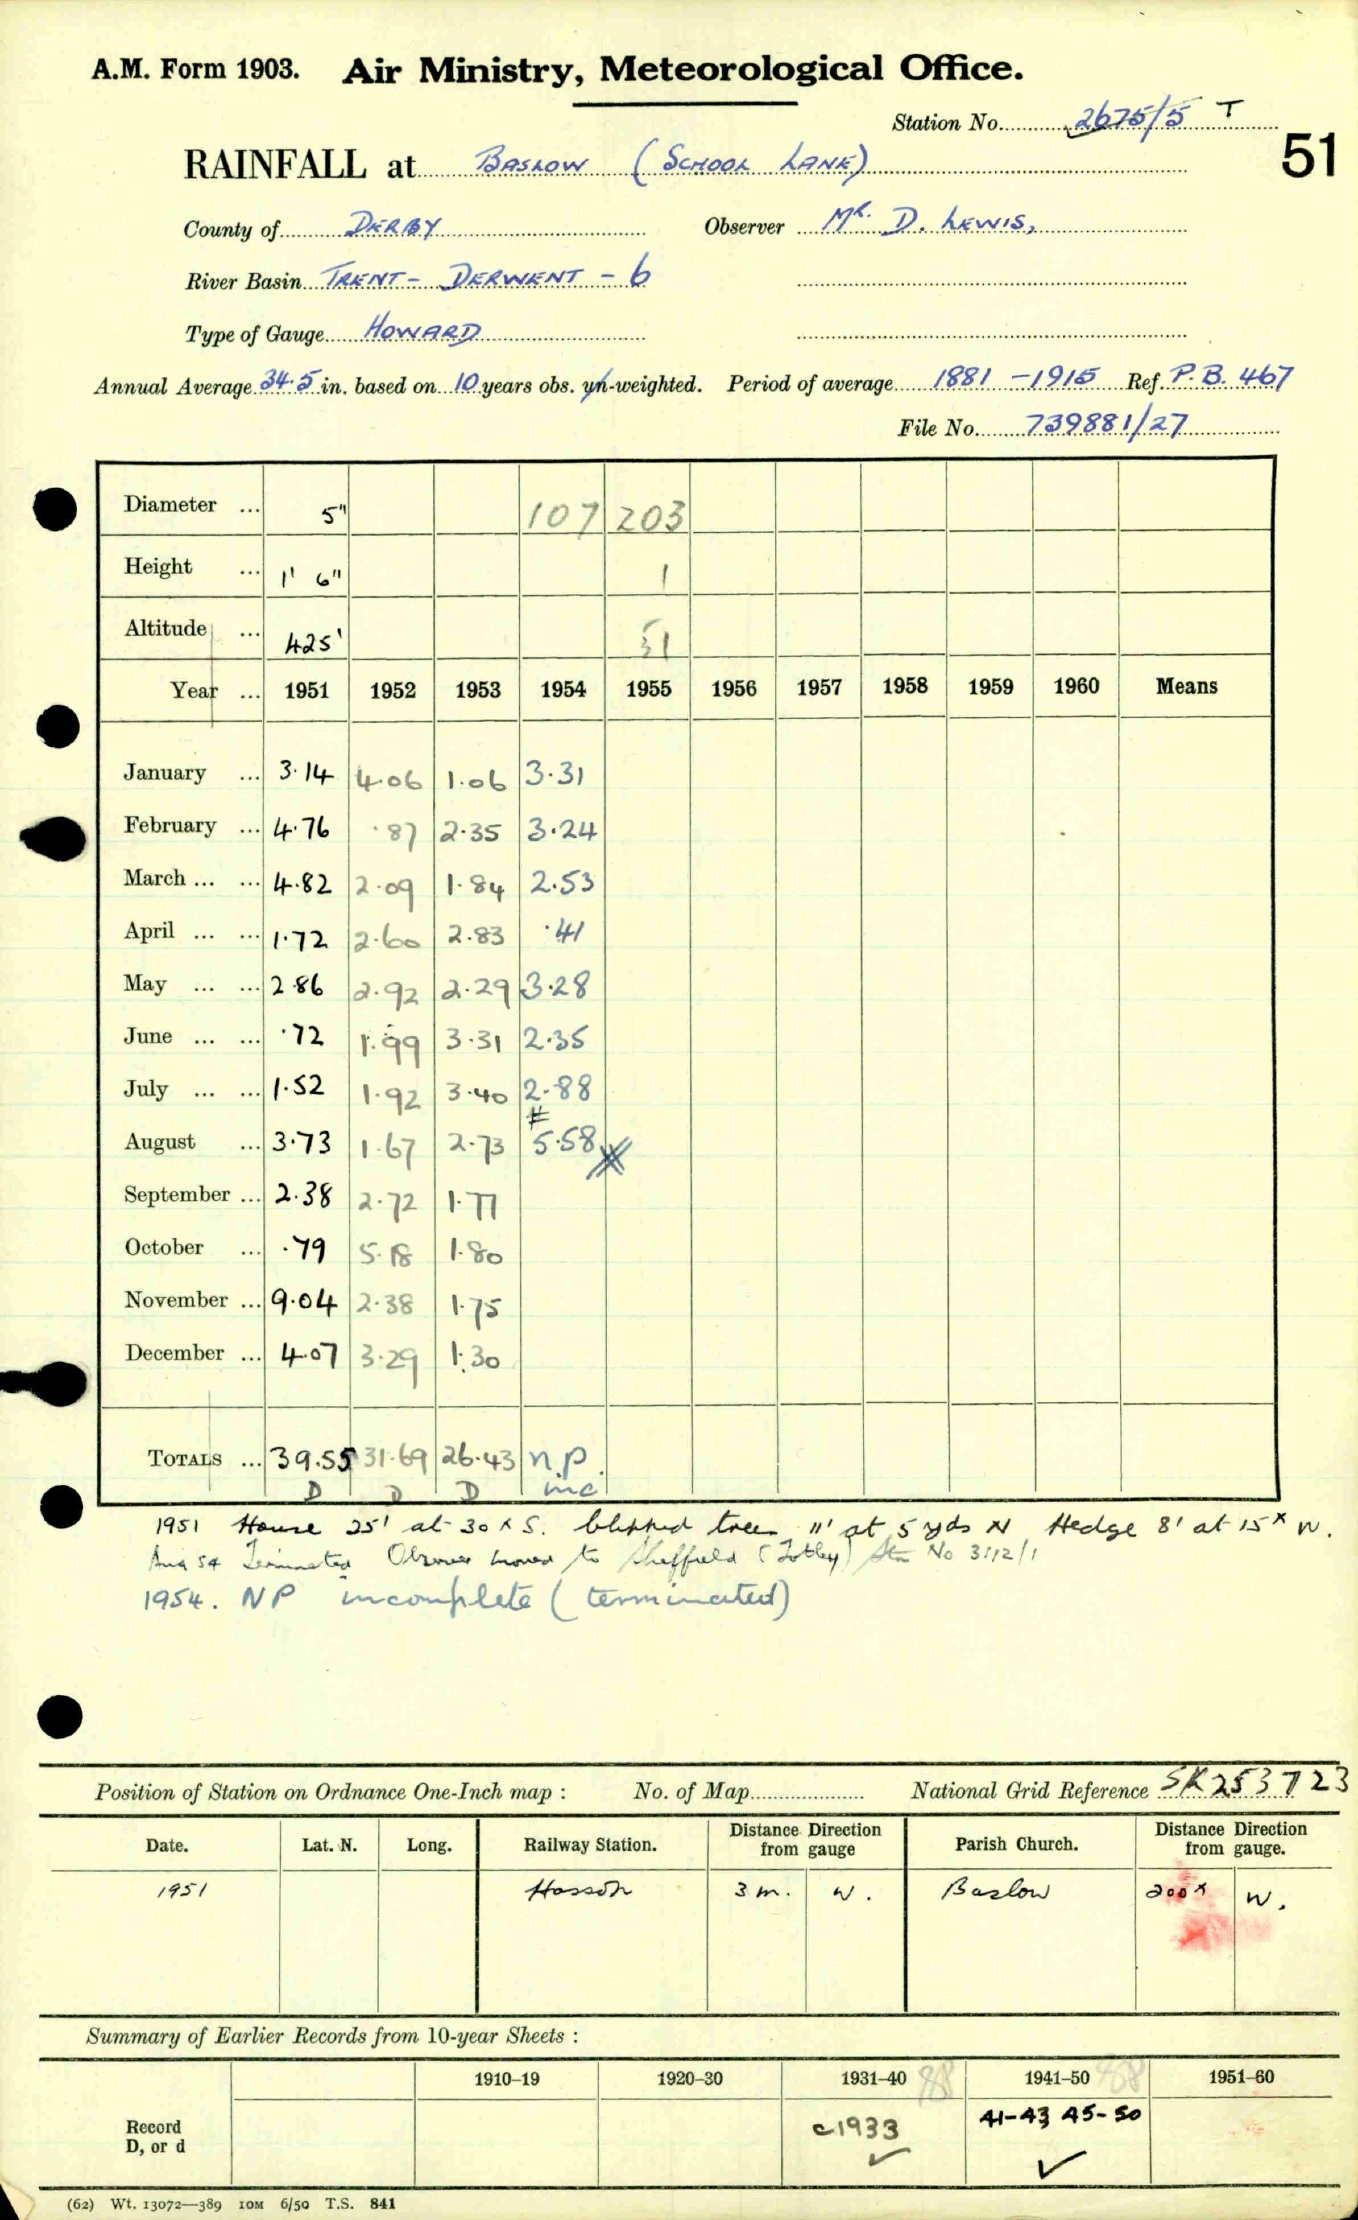 A.M. Form 1903. Air Ministry, Meteorological Office.
Station No. 2675/5 T
51
RAINFALL at BASLOW (SCHOOL LANE)
County of DERBY Observer Mr. D. LEWIS,
River Basin TRENT - DERWENT - 6
Type of Gauge HOWARD
Annual Average 34.5 in. based on 10 years obs. un-weighted. Period of average 1881 - 1915 Ref. P.B. 467
File No. 739881/27
Diameter ... 5" 107 203
Height ... 1' 6" 1
Altitude ... 425' 51
Year ... 1951 1952 1953 1954 1955 1956 1957 1958 1959 1960 Means
January ... 3.14 4.06 1.06 3.31
February ... 4.76 .87 2.35 3.24
March ... ... 4.82 2.09 1.84 2.53
April ... ... 1.72 2.60 2.83 .41
May ... ... 2.86 2.92 2.29 3.28
June ... ... .72 1.99 3.31 2.35
July ... ... 1.52 1.92 3.40 2.88
August ... 3.73 1.67 2.73 5.58
September ... 2.38 2.72 1.77
October ... .79 5.18 1.80
November ... 9.04 2.38 1.75
December ... 4.07 3.29 1.30
TOTALS ... 39.55 31.69 26.43 n.p.
D D D inc
1951 House 25' at 30x S. clipped trees 11' at 5 yds N Hedge 8' at 15x W.
Aug 54 Terminated Observer moved to Sheffield (Totley) Stn No 3112/1
1954. NP incomplete (terminated)
Position of Station on Ordnance One-Inch map : No. of Map National Grid Reference SK 253723
Date. Lat. N. Long. Railway Station. Distance Direction from gauge Parish Church. Distance Direction from gauge.
1951 Hassop 3 m. W. Baslow 200x W.
Summary of Earlier Records from 10-year Sheets :
1910–19 1920–30 1931–40 88 1941–50 88 1951–60
Record D, or d c1933 41-43 45-50
(62) Wt. 13072—389 10M 6/50 T.S. 841